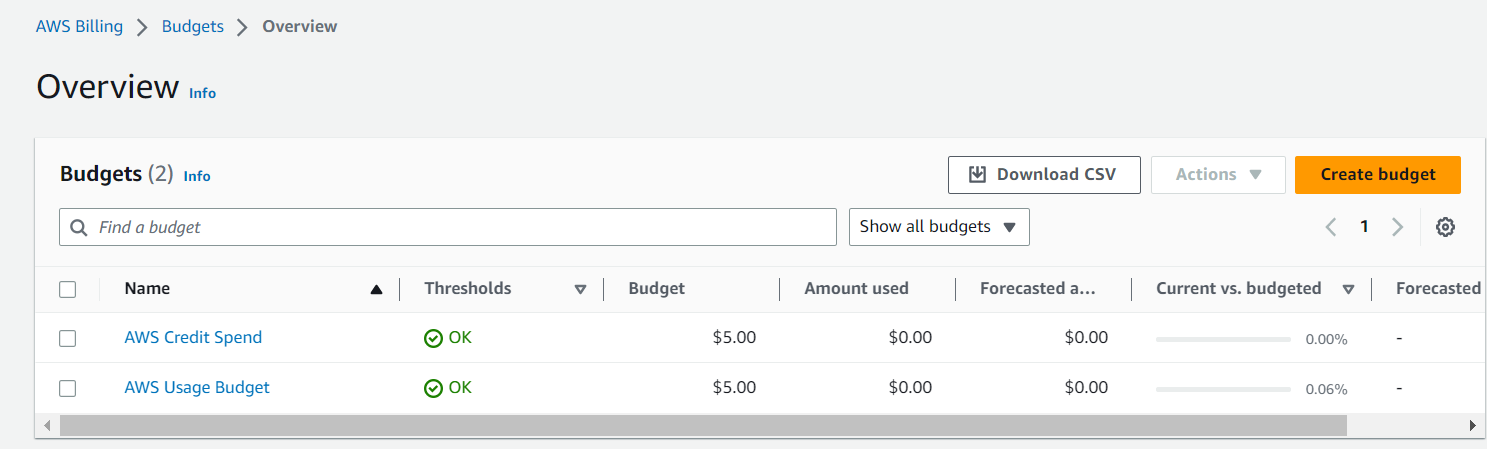 AWS Billing > Budgets > Overview
Overview Info
Budgets (2) Info Download CSV Actions Create budget
Find a budget Show all budgets 1
Name Thresholds Budget Amount used Forecasted a... Current vs. budgeted Forecasted
AWS Credit Spend OK $5.00 $0.00 $0.00 0.00% -
AWS Usage Budget OK $5.00 $0.00 $0.00 0.06% -